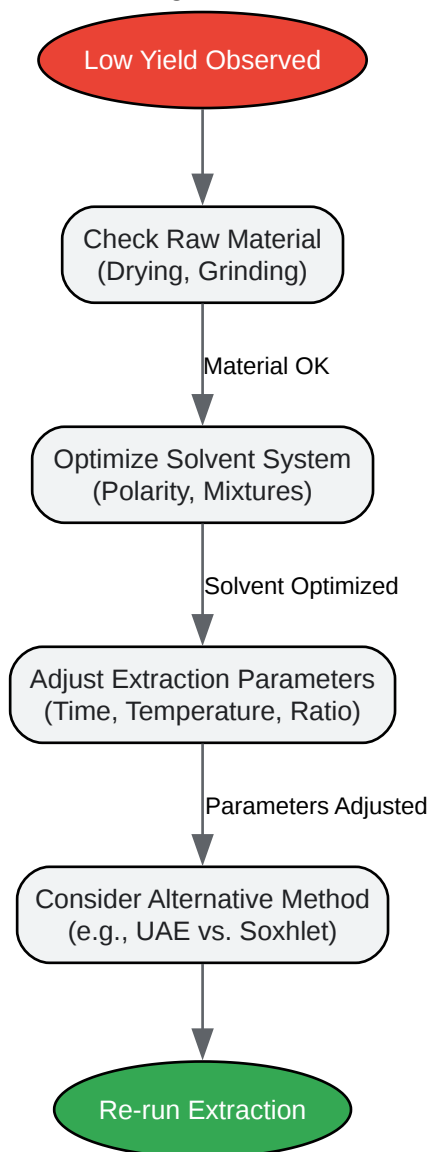 Low Yield Observed
Check Raw Material
(Drying, Grinding)
Material OK
Optimize Solvent System
(Polarity, Mixtures)
Solvent Optimized
Adjust Extraction Parameters
(Time, Temperature, Ratio)
Parameters Adjusted
Consider Alternative Method
(e.g., UAE vs. Soxhlet)
Re-run Extraction